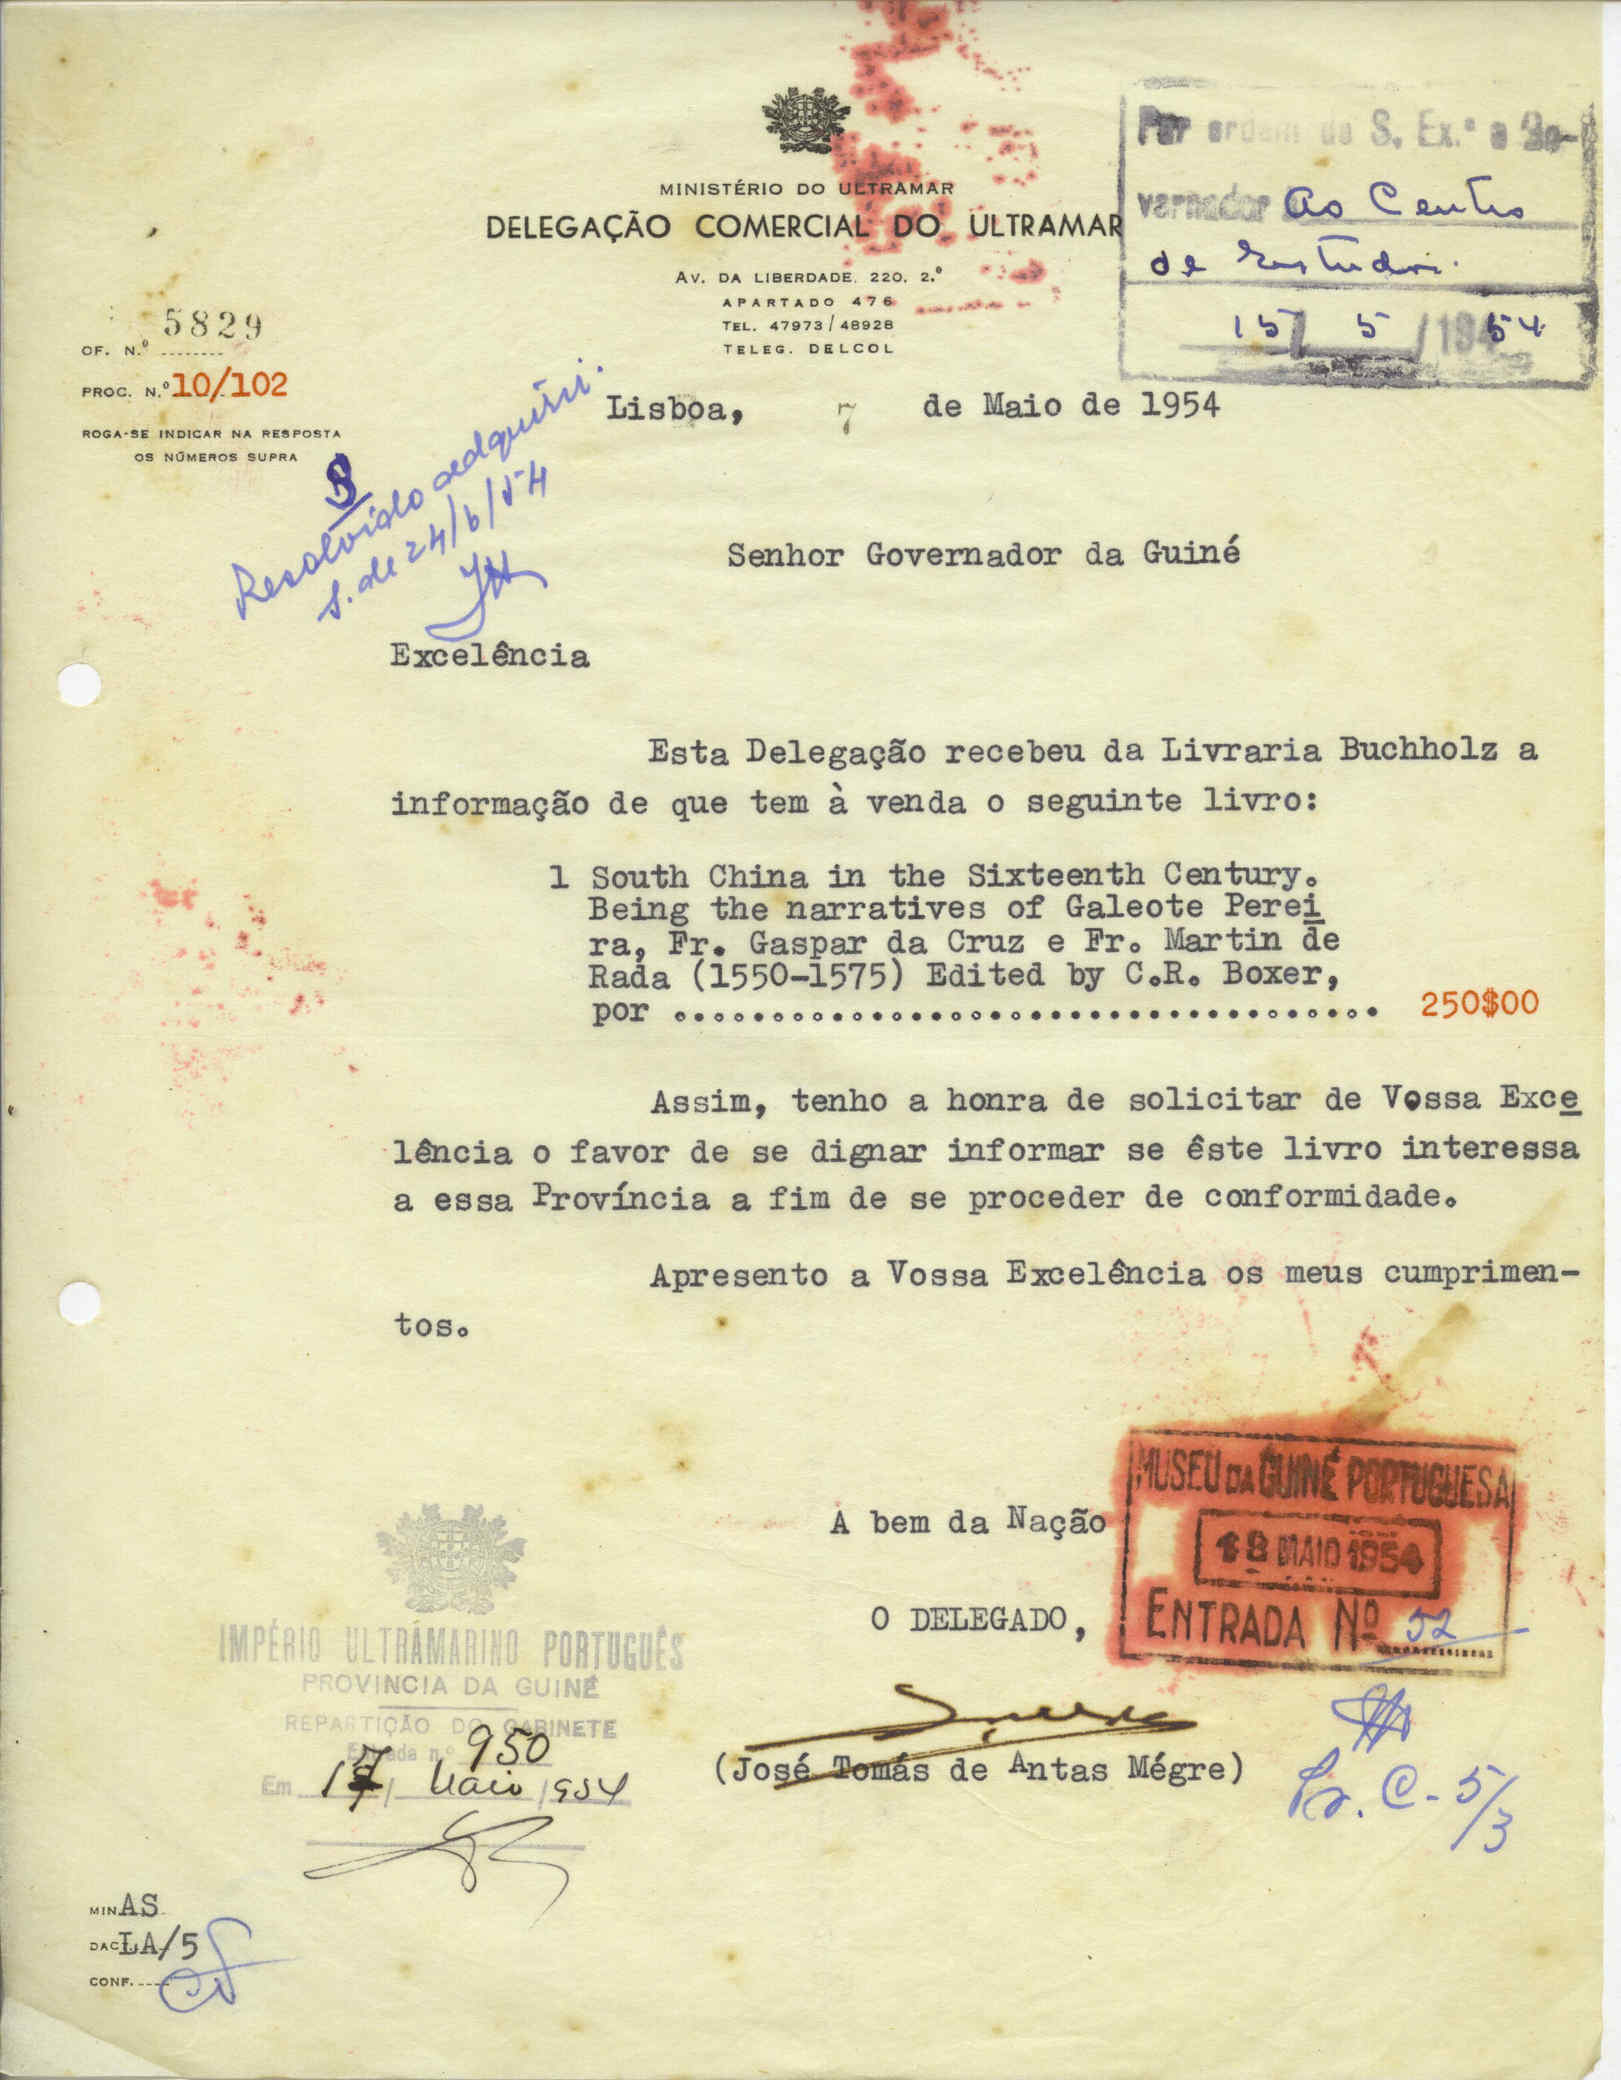 MINISTÉRIO DO ULTRAMAR
DELEGAÇÃO COMERCIAL DO ULTRAMAR
AV. DA LIBERDADE, 220, 2.º
APARTADO 476
TEL. 47973/48928
TELEG. DELCOL
Por ordem de S. Ex.ª o Go-
vernador Ao Centro
de Estudos.
15/ 5 /1954
OF. N.º 5829
PROC. N.º 10/102
ROGA-SE INDICAR NA RESPOSTA
OS NÚMEROS SUPRA
Lisboa, 7 de Maio de 1954
Resolvido adquirir.
s. de 24/6/54
Senhor Governador da Guiné
Excelência
Esta Delegação recebeu da Livraria Buchholz a
informação de que tem à venda o seguinte livro:
1 South China in the Sixteenth Century.
Being the narratives of Galeote Perei
ra, Fr. Gaspar da Cruz e Fr. Martin de
Rada (1550-1575) Edited by C.R. Boxer,
por .................................... 250$00
Assim, tenho a honra de solicitar de Vossa Exce
lência o favor de se dignar informar se êste livro interessa
a essa Província a fim de se proceder de conformidade.
Apresento a Vossa Excelência os meus cumprimen-
tos.
A bem da Nação
O DELEGADO,
(José Tomás de Antas Mégre)
MUSEU DA GUINÉ PORTUGUESA
18 MAIO 1954
ENTRADA Nº 52
Pr. C-5/3
IMPÉRIO ULTRAMARINO PORTUGUÊS
PROVINCIA DA GUINÉ
REPARTIÇÃO DO GABINETE
Entrada n.º 950
Em 17/ Maio /1954
MIN. AS
DAC LA/5
CONF.